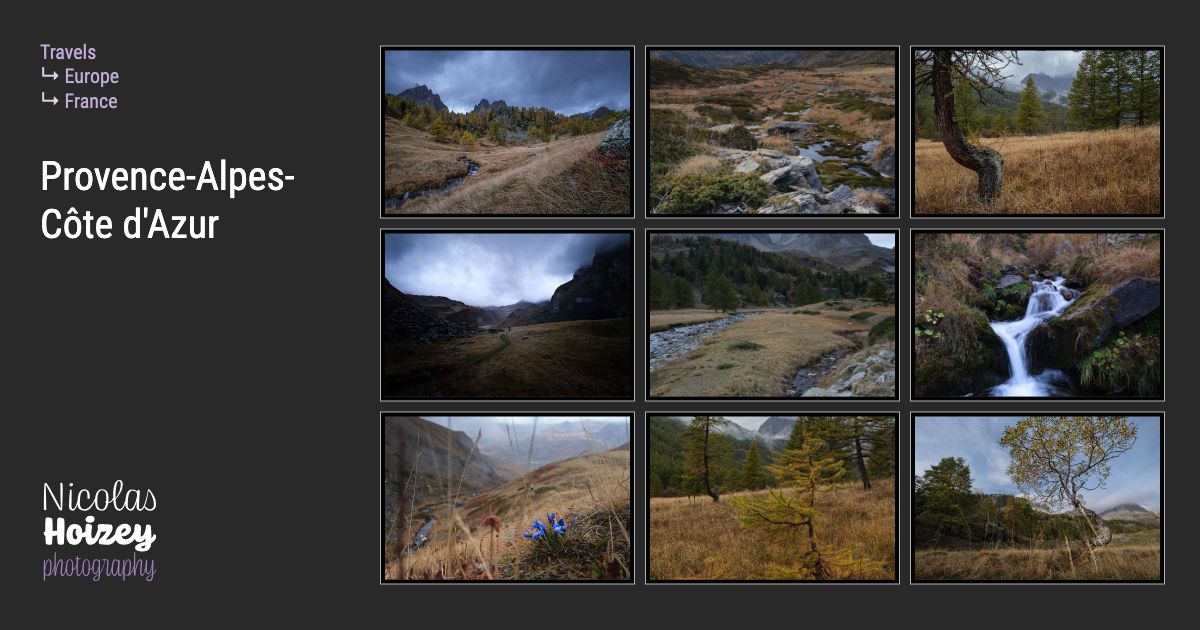 Travels
↳ Europe
↳ France
Provence-Alpes-
Côte d'Azur
Nicolas
Hoizey
photography